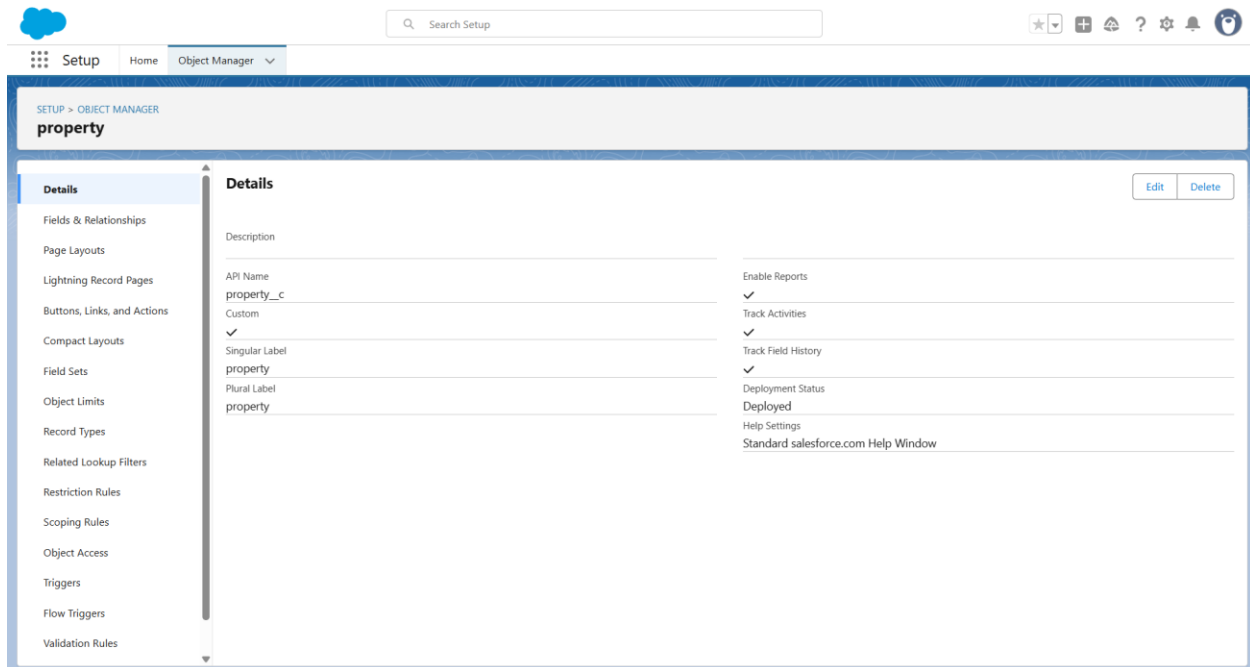 Search Setup
Setup
Home
Object Manager
SETUP > OBJECT MANAGER
property
Details
Fields & Relationships
Page Layouts
Lightning Record Pages
Buttons, Links, and Actions
Compact Layouts
Field Sets
Object Limits
Record Types
Related Lookup Filters
Restriction Rules
Scoping Rules
Object Access
Triggers
Flow Triggers
Validation Rules
Details
Edit
Delete
Description
API Name
property__c
Custom
Singular Label
property
Plural Label
property
Enable Reports
Track Activities
Track Field History
Deployment Status
Deployed
Help Settings
Standard salesforce.com Help Window